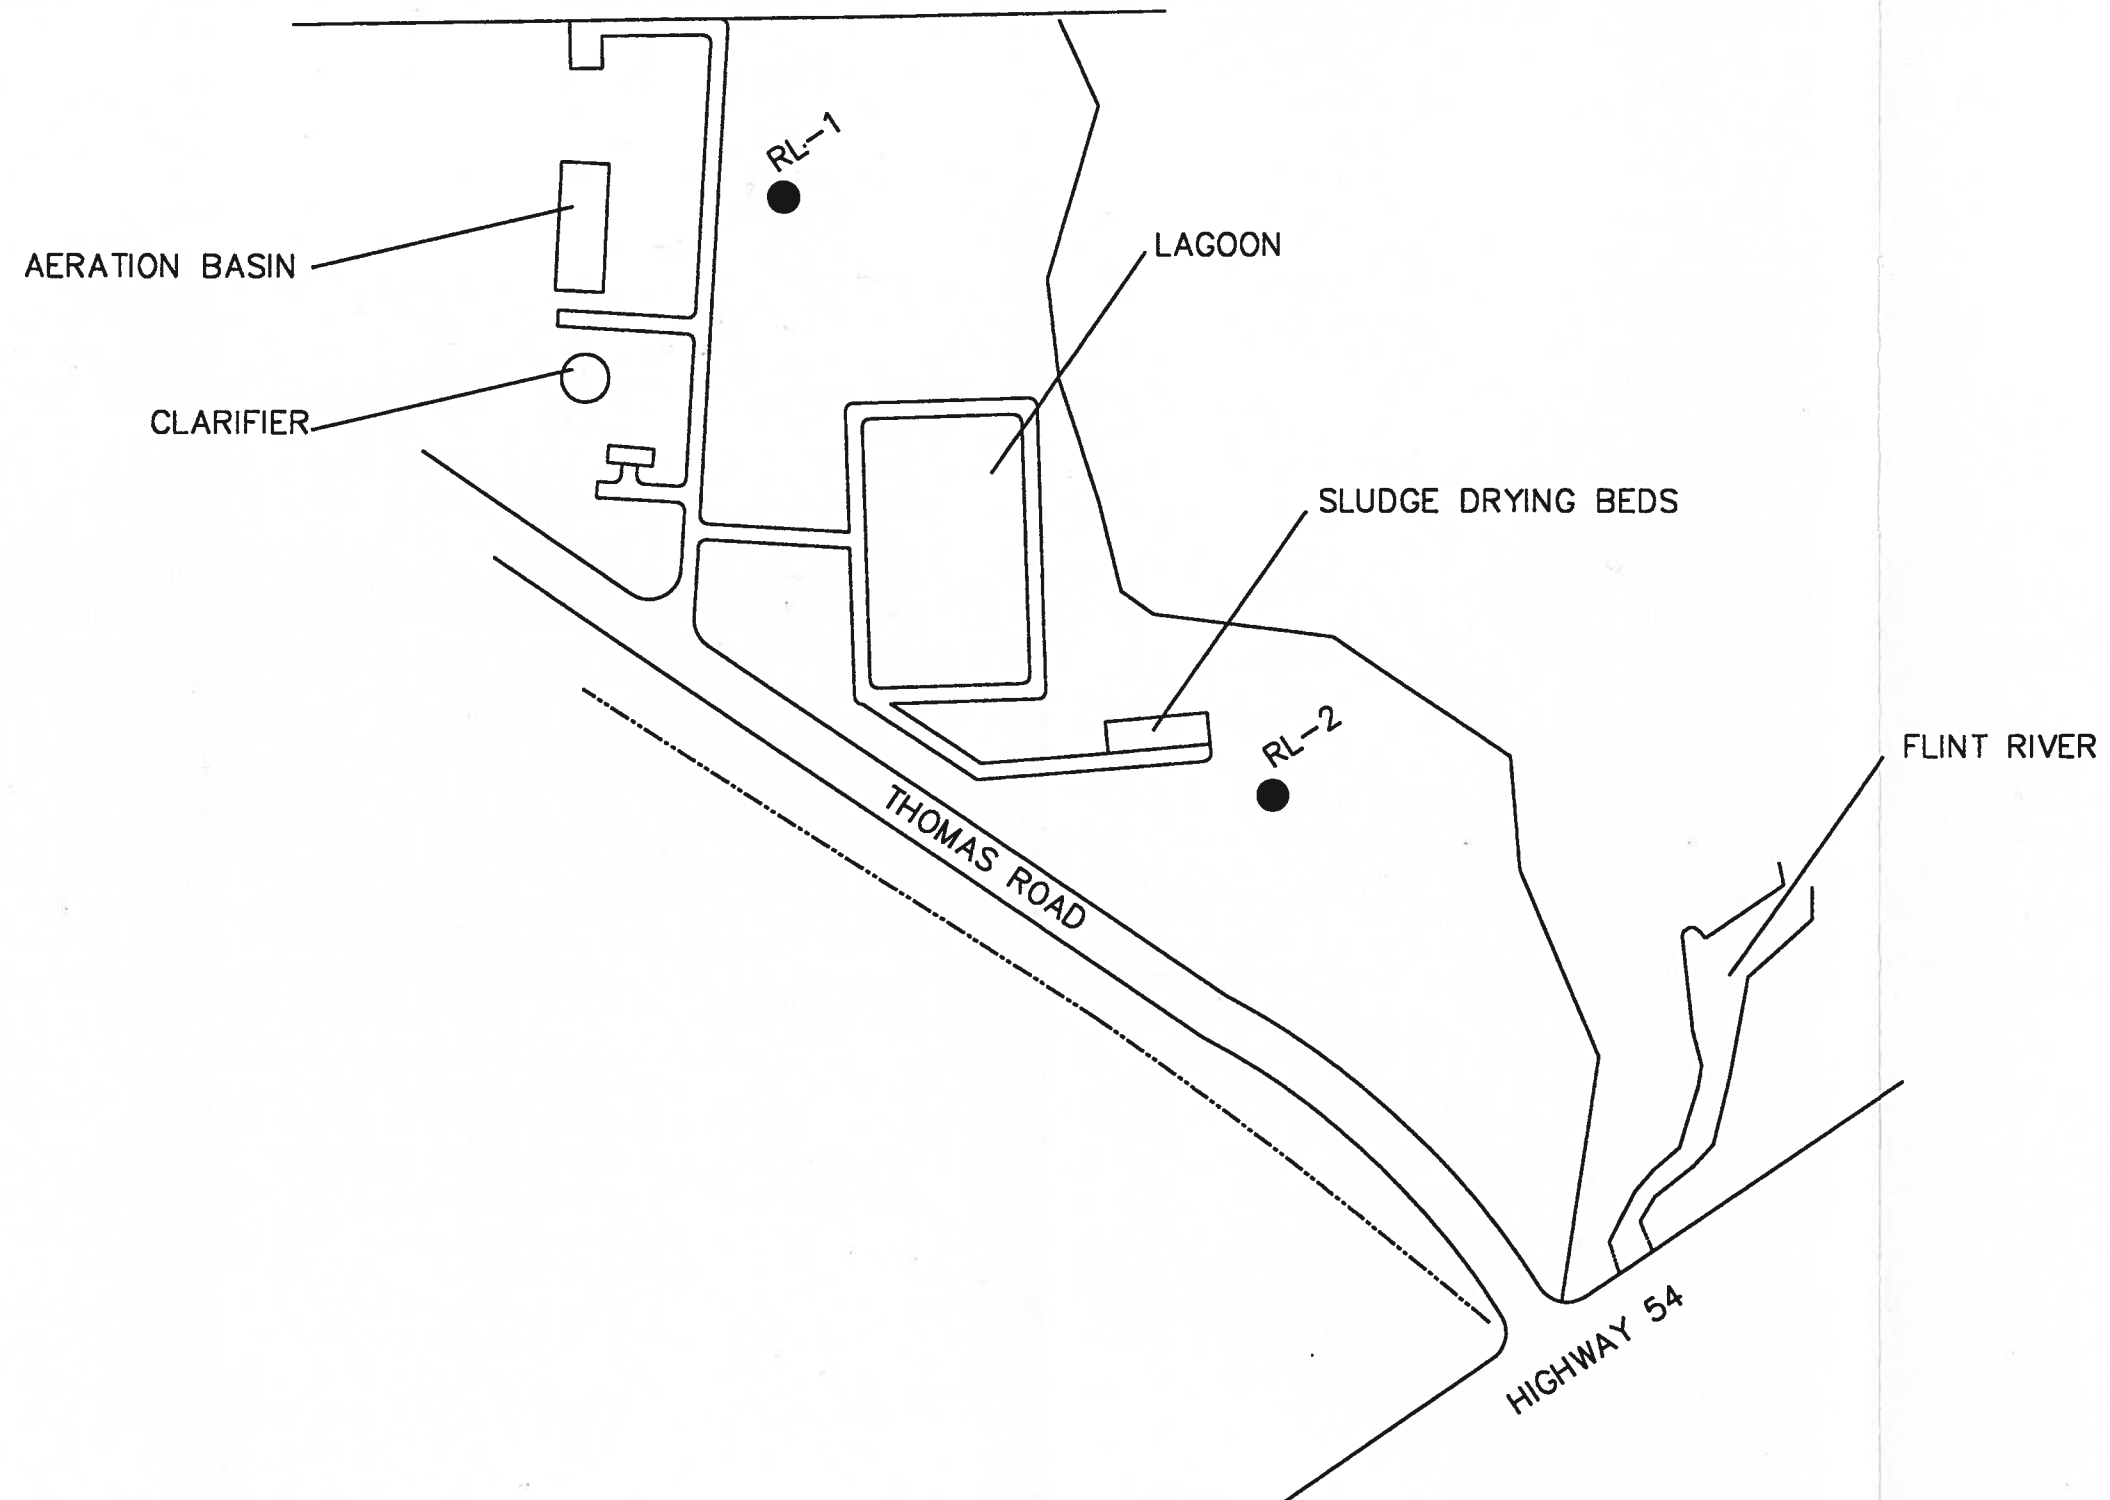 RL-1
LAGOON
AERATION BASIN
CLARIFIER
SLUDGE DRYING BEDS
RL-2
FLINT RIVER
THOMAS ROAD
HIGHWAY 54